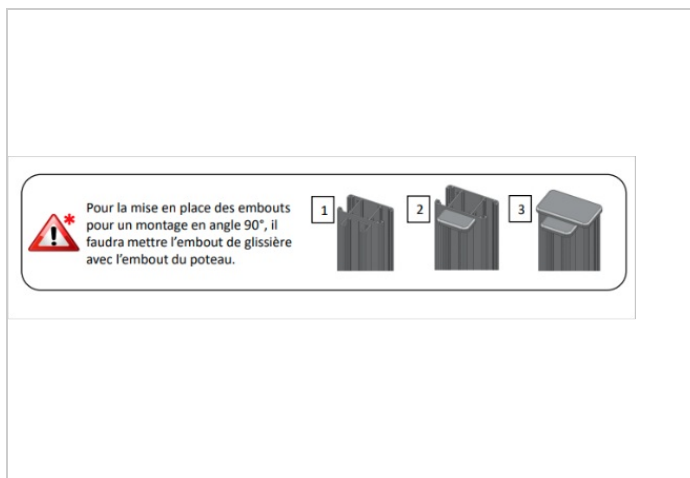 Pour la mise en place des embouts
pour un montage en angle 90°, il
faudra mettre l'embout de glissière
avec l'embout du poteau.
*
!
1
2
3